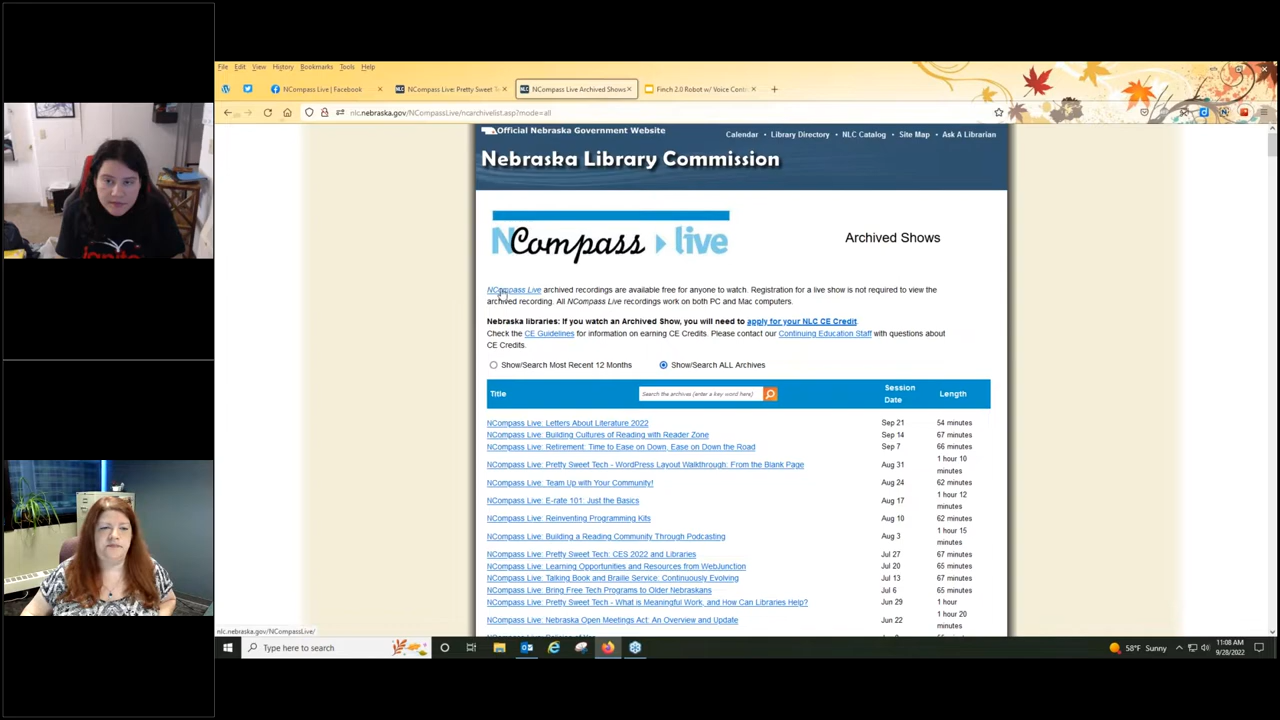 File Edit View History Bookmarks Tools Help
NCompass Live | Facebook × NCompass Live: Pretty Sweet × NCompass Live Archived Shows × Finch 2.0 Robot w/ Voice Cont × +
nlc.nebraska.gov/NCompassLive/ncarchivelist.asp?mode=all
Official Nebraska Government Website
Calendar • Library Directory • NLC Catalog • Site Map • Ask A Librarian
Nebraska Library Commission
NCompass live
Archived Shows
NCompass Live archived recordings are available free for anyone to watch. Registration for a live show is not required to view the
archived recording. All NCompass Live recordings work on both PC and Mac computers.
Nebraska libraries: If you watch an Archived Show, you will need to apply for your NLC CE Credit.
Check the CE Guidelines for information on earning CE Credits. Please contact our Continuing Education Staff with questions about
CE Credits.
Show/Search Most Recent 12 Months Show/Search ALL Archives
Title Search the archives (enter a key word here) Session Date Length
NCompass Live: Letters About Literature 2022 Sep 21 54 minutes
NCompass Live: Building Cultures of Reading with Reader Zone Sep 14 67 minutes
NCompass Live: Retirement: Time to Ease on Down, Ease on Down the Road Sep 7 66 minutes
NCompass Live: Pretty Sweet Tech - WordPress Layout Walkthrough: From the Blank Page Aug 31 1 hour 10 minutes
NCompass Live: Team Up with Your Community! Aug 24 62 minutes
NCompass Live: E-rate 101: Just the Basics Aug 17 1 hour 12 minutes
NCompass Live: Reinventing Programming Kits Aug 10 62 minutes
NCompass Live: Building a Reading Community Through Podcasting Aug 3 1 hour 15 minutes
NCompass Live: Pretty Sweet Tech: CES 2022 and Libraries Jul 27 67 minutes
NCompass Live: Learning Opportunities and Resources from WebJunction Jul 20 65 minutes
NCompass Live: Talking Book and Braille Service: Continuously Evolving Jul 13 67 minutes
NCompass Live: Bring Free Tech Programs to Older Nebraskans Jul 6 65 minutes
NCompass Live: Pretty Sweet Tech - What is Meaningful Work, and How Can Libraries Help? Jun 29 1 hour
NCompass Live: Nebraska Open Meetings Act: An Overview and Update Jun 22 1 hour 20 minutes
nlc.nebraska.gov/NCompassLive/
Type here to search 58°F Sunny 11:08 AM
9/28/2022